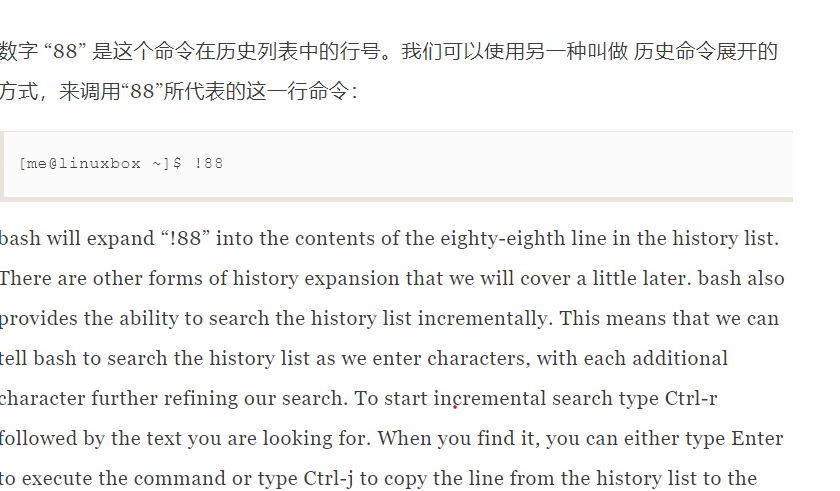 数字 “88” 是这个命令在历史列表中的行号。我们可以使用另一种叫做 历史命令展开的
方式，来调用“88”所代表的这一行命令：
[me@linuxbox ~]$ !88
bash will expand “!88” into the contents of the eighty-eighth line in the history list.
There are other forms of history expansion that we will cover a little later. bash also
provides the ability to search the history list incrementally. This means that we can
tell bash to search the history list as we enter characters, with each additional
character further refining our search. To start incremental search type Ctrl-r
followed by the text you are looking for. When you find it, you can either type Enter
to execute the command or type Ctrl-j to copy the line from the history list to the